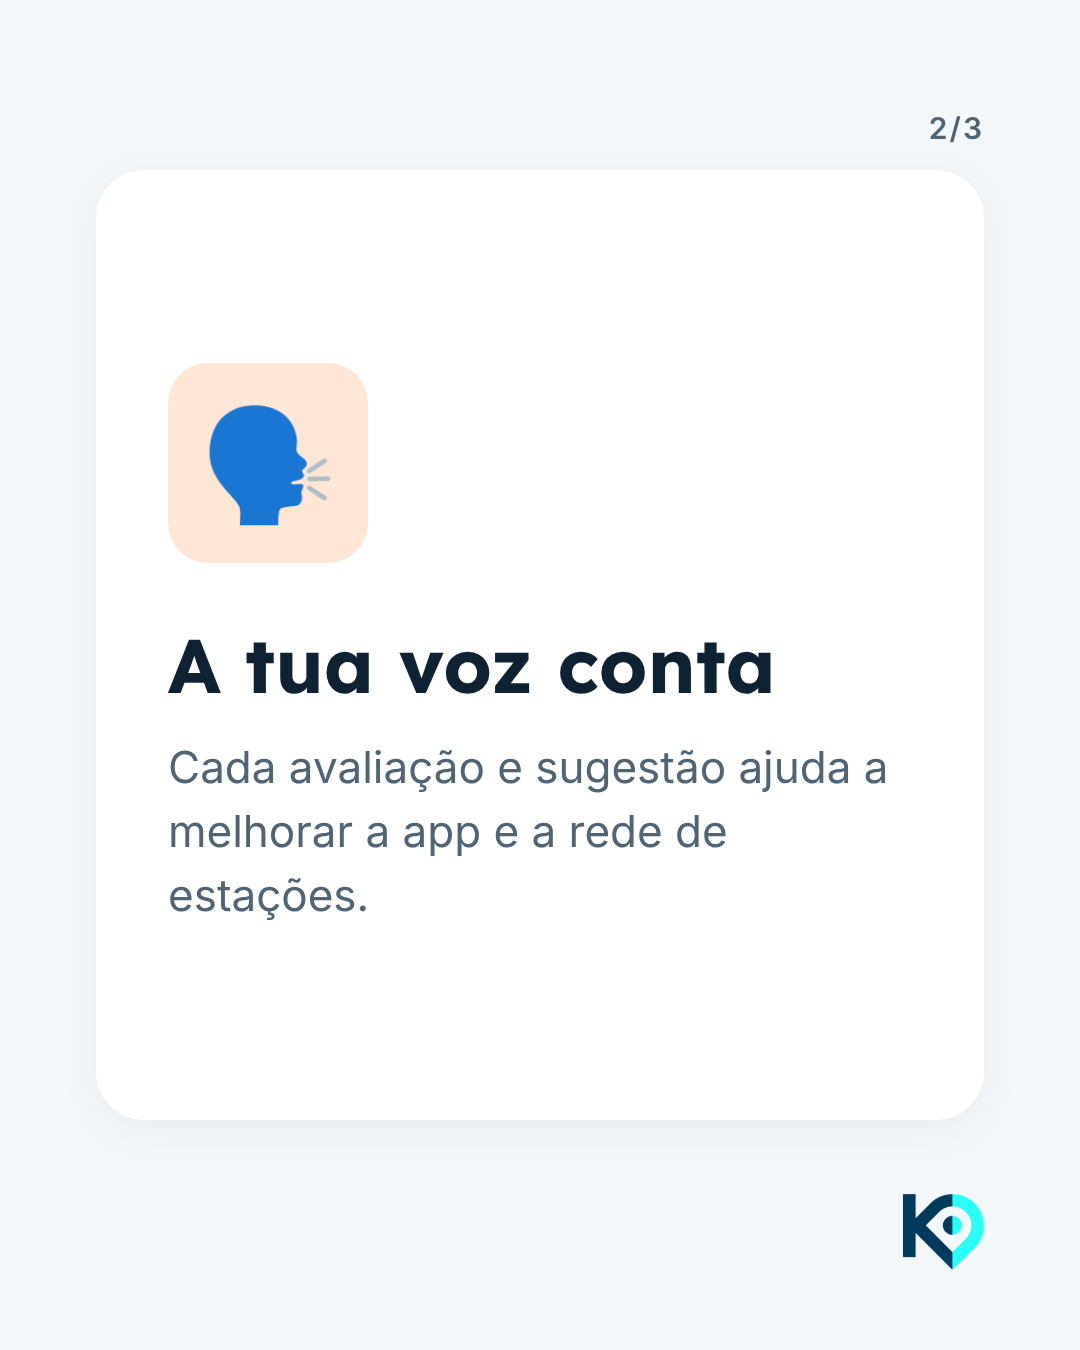 2/3
A tua voz conta
Cada avaliação e sugestão ajuda a
melhorar a app e a rede de
estações.